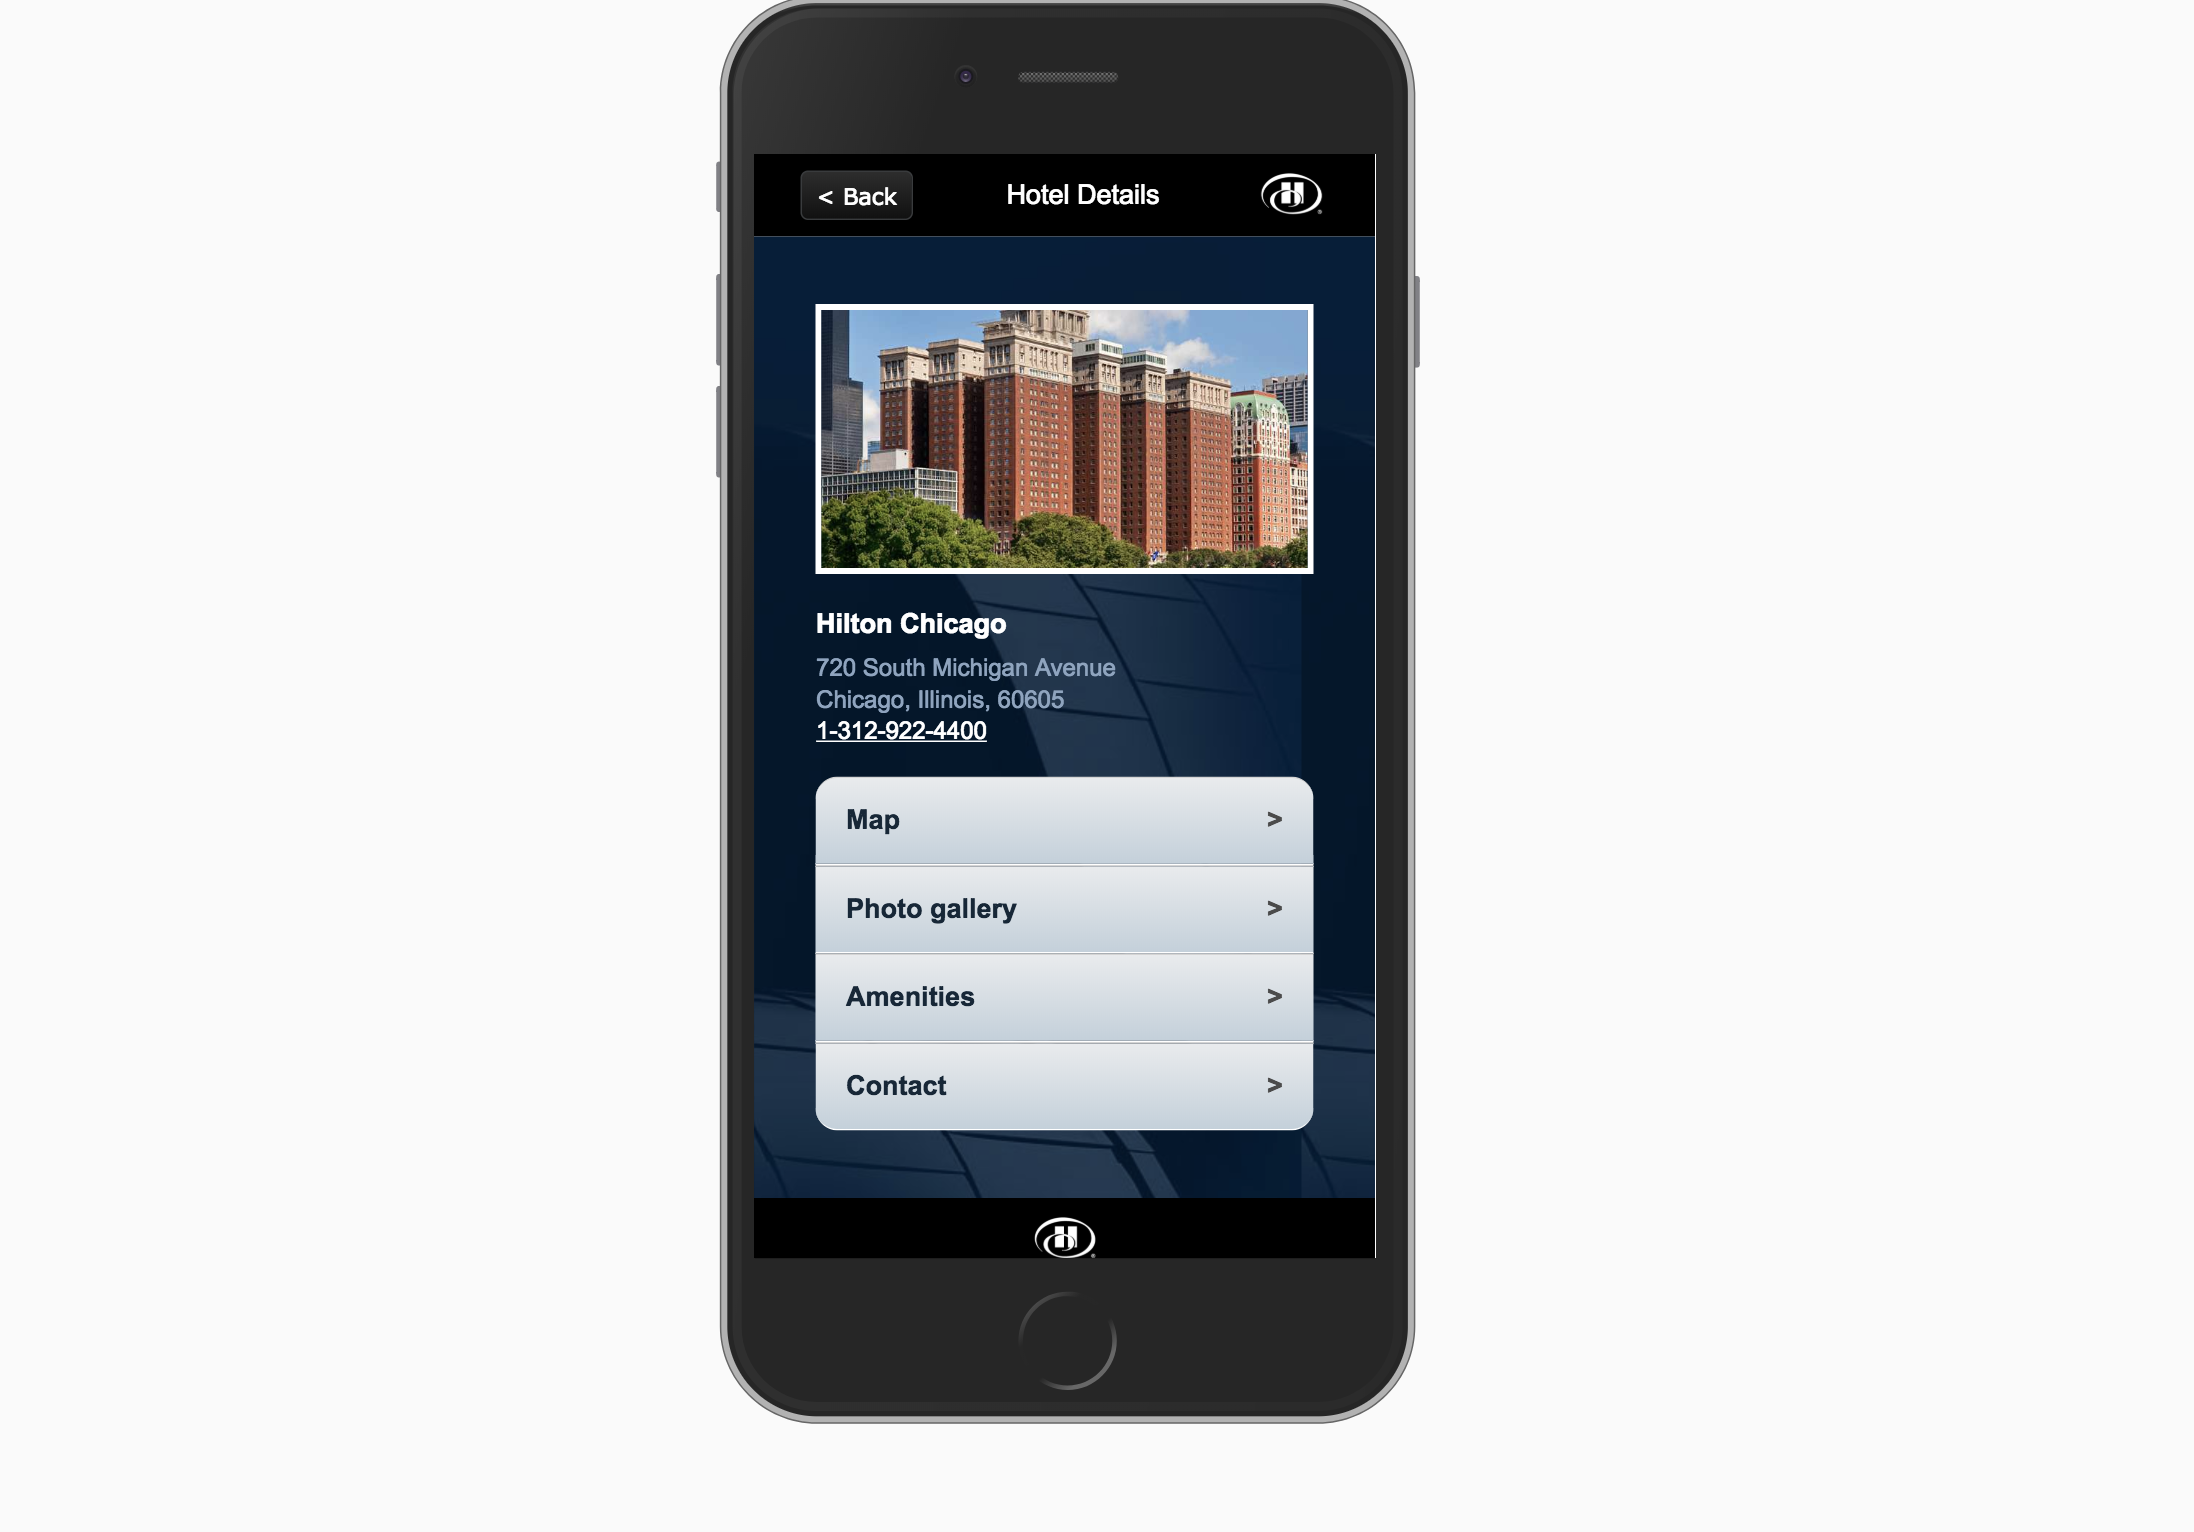 < Back
Hotel Details
Hilton Chicago
720 South Michigan Avenue
Chicago, Illinois, 60605
1-312-922-4400
Map >
Photo gallery >
Amenities >
Contact >